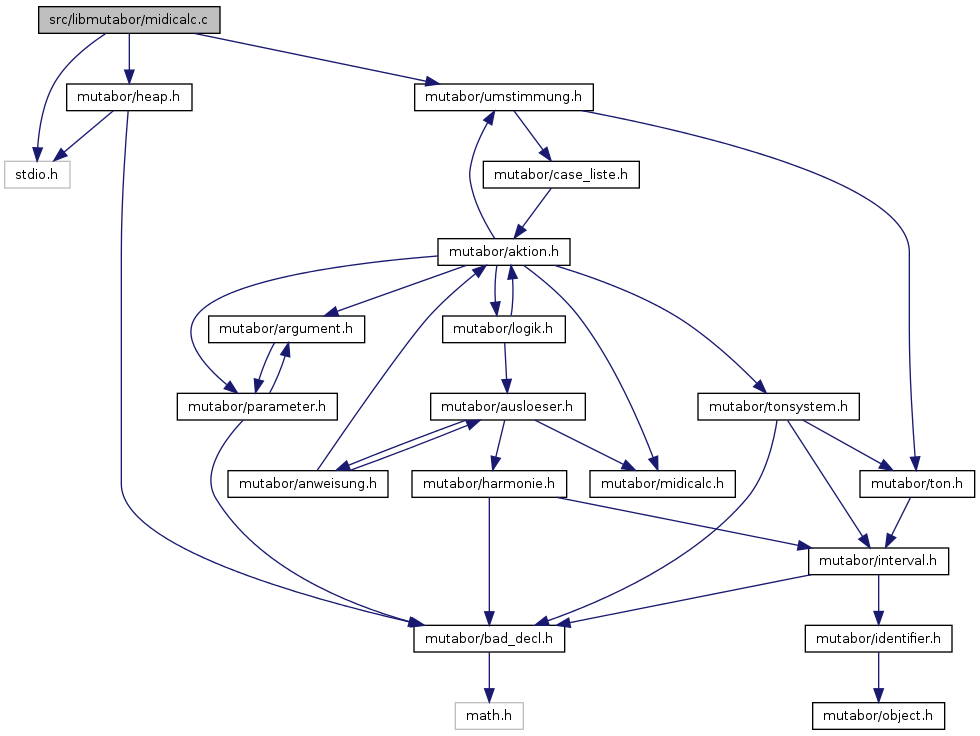 src/libmutabor/midicalc.c
mutabor/heap.h
mutabor/umstimmung.h
stdio.h
mutabor/case_liste.h
mutabor/aktion.h
mutabor/argument.h
mutabor/logik.h
mutabor/parameter.h
mutabor/ausloeser.h
mutabor/tonsystem.h
mutabor/anweisung.h
mutabor/harmonie.h
mutabor/midicalc.h
mutabor/ton.h
mutabor/interval.h
mutabor/bad_decl.h
mutabor/identifier.h
math.h
mutabor/object.h